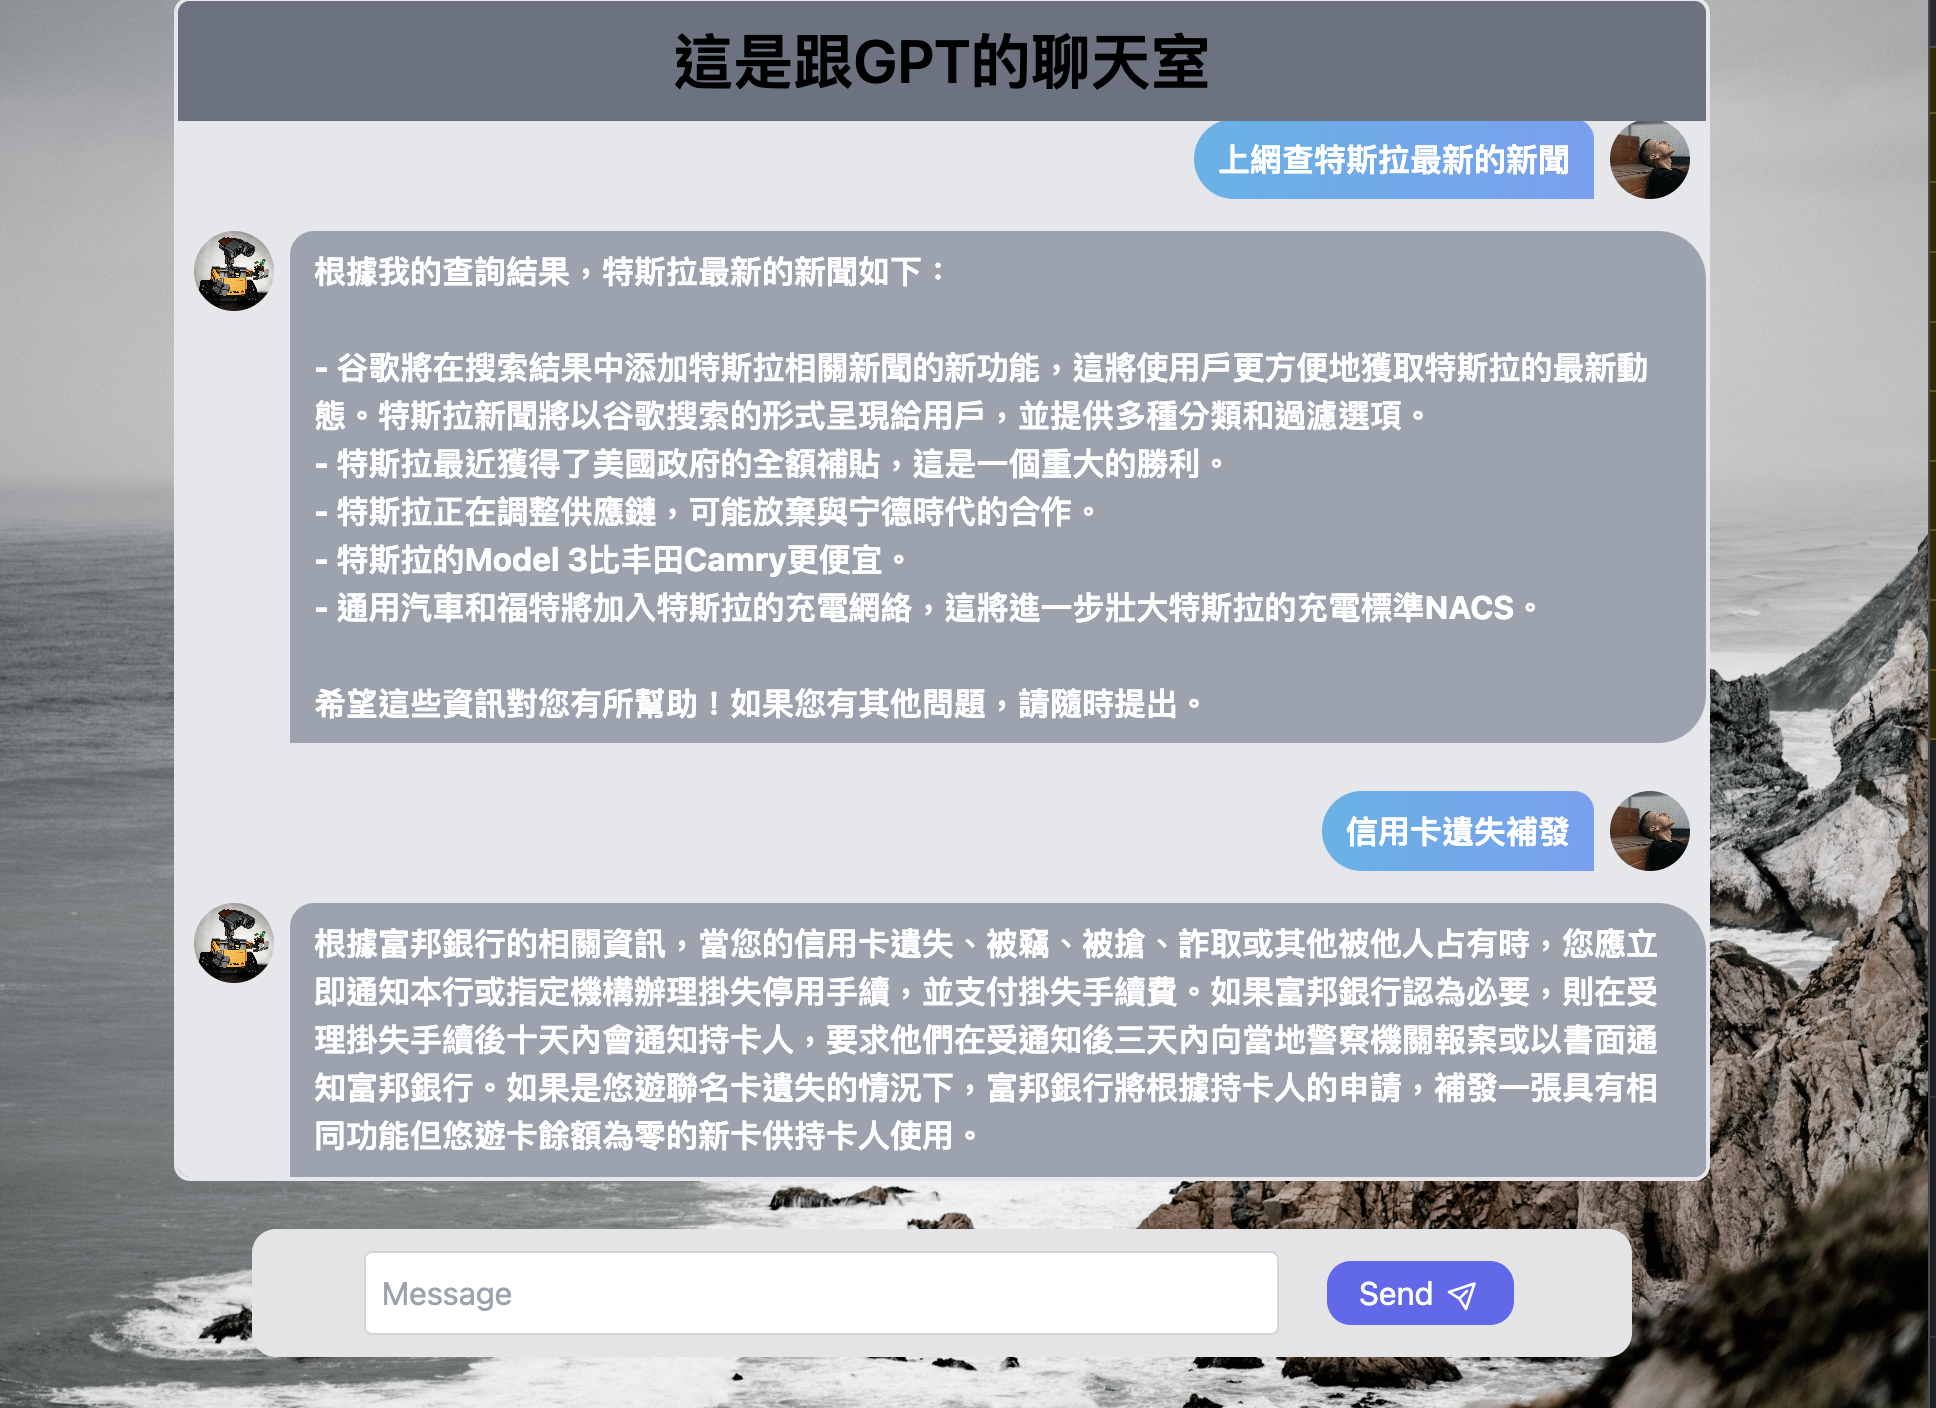 這是跟GPT的聊天室
上網查特斯拉最新的新聞
根據我的查詢結果，特斯拉最新的新聞如下：
- 谷歌將在搜索結果中添加特斯拉相關新聞的新功能，這將使用戶更方便地獲取特斯拉的最新動
態。特斯拉新聞將以谷歌搜索的形式呈現給用戶，並提供多種分類和過濾選項。
- 特斯拉最近獲得了美國政府的全額補貼，這是一個重大的勝利。
- 特斯拉正在調整供應鏈，可能放棄與宁德時代的合作。
- 特斯拉的Model 3比丰田Camry更便宜。
- 通用汽車和福特將加入特斯拉的充電網絡，這將進一步壯大特斯拉的充電標準NACS。
希望這些資訊對您有所幫助！如果您有其他問題，請隨時提出。
信用卡遺失補發
根據富邦銀行的相關資訊，當您的信用卡遺失、被竊、被搶、詐取或其他被他人占有時，您應立
即通知本行或指定機構辦理掛失停用手續，並支付掛失手續費。如果富邦銀行認為必要，則在受
理掛失手續後十天內會通知持卡人，要求他們在受通知後三天內向當地警察機關報案或以書面通
知富邦銀行。如果是悠遊聯名卡遺失的情況下，富邦銀行將根據持卡人的申請，補發一張具有相
同功能但悠遊卡餘額為零的新卡供持卡人使用。
Message
Send